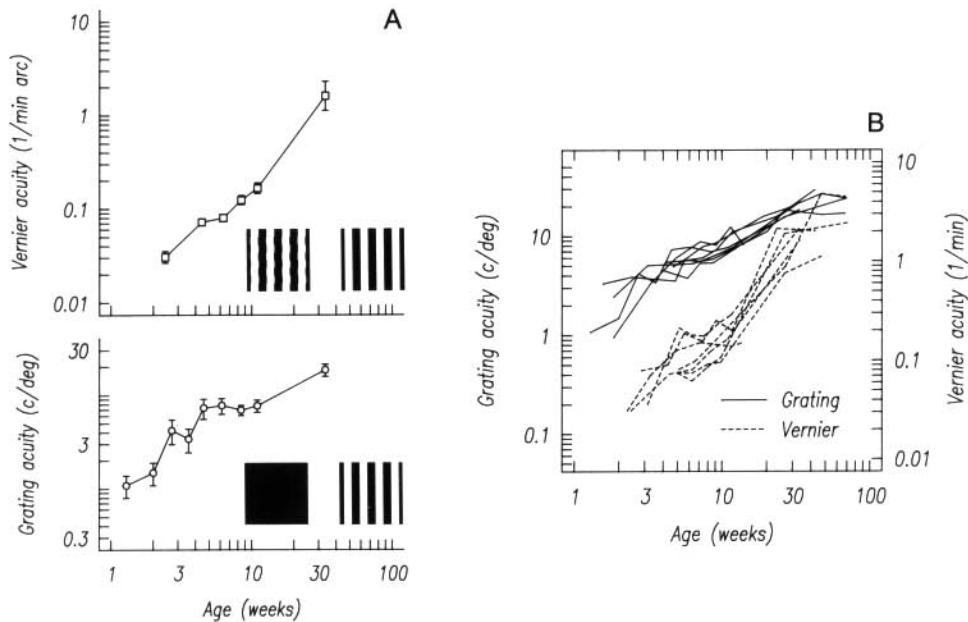 A
10
1
0.1
0.01
Vernier acuity (1/min arc)
30
3
0.3
Grating acuity (c/deg)
1 3 10 30 100
Age (weeks)
B
10
1
0.1
Grating acuity (c/deg)
10
1
0.1
0.01
Vernier acuity (1/min)
Grating
Vernier
1 3 10 30 100
Age (weeks)